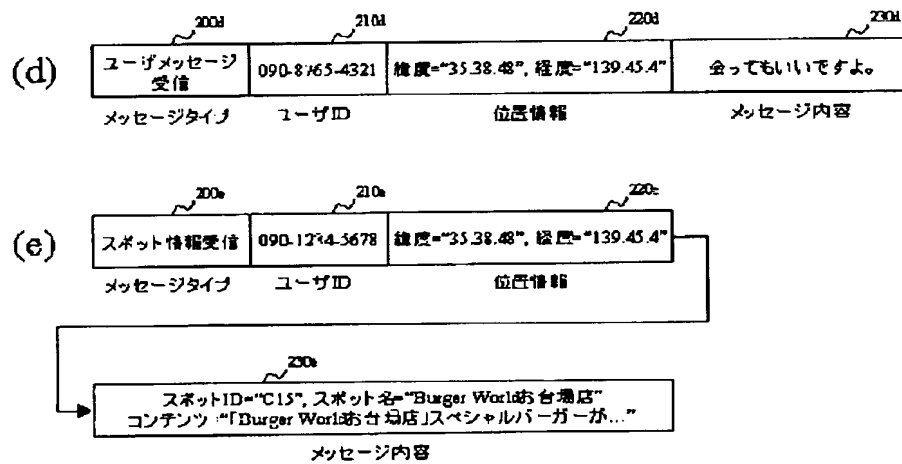 200d 210d 220d 230d
(d) ユーザメッセージ受信 090-8765-4321 緯度="35.38.48", 経度="139.45.4" 会ってもいいですよ。
メッセージタイプ ユーザID 位置情報 メッセージ内容
200e 210e 220e
(e) スポット情報受信 090-1234-5678 緯度="35.38.48", 経度="139.45.4"
メッセージタイプ ユーザID 位置情報
230e
スポットID="C15", スポット名="Burger Worldお台場店"
コンテンツ："「Burger Worldお台場店」スペシャルバーガーが…"
メッセージ内容